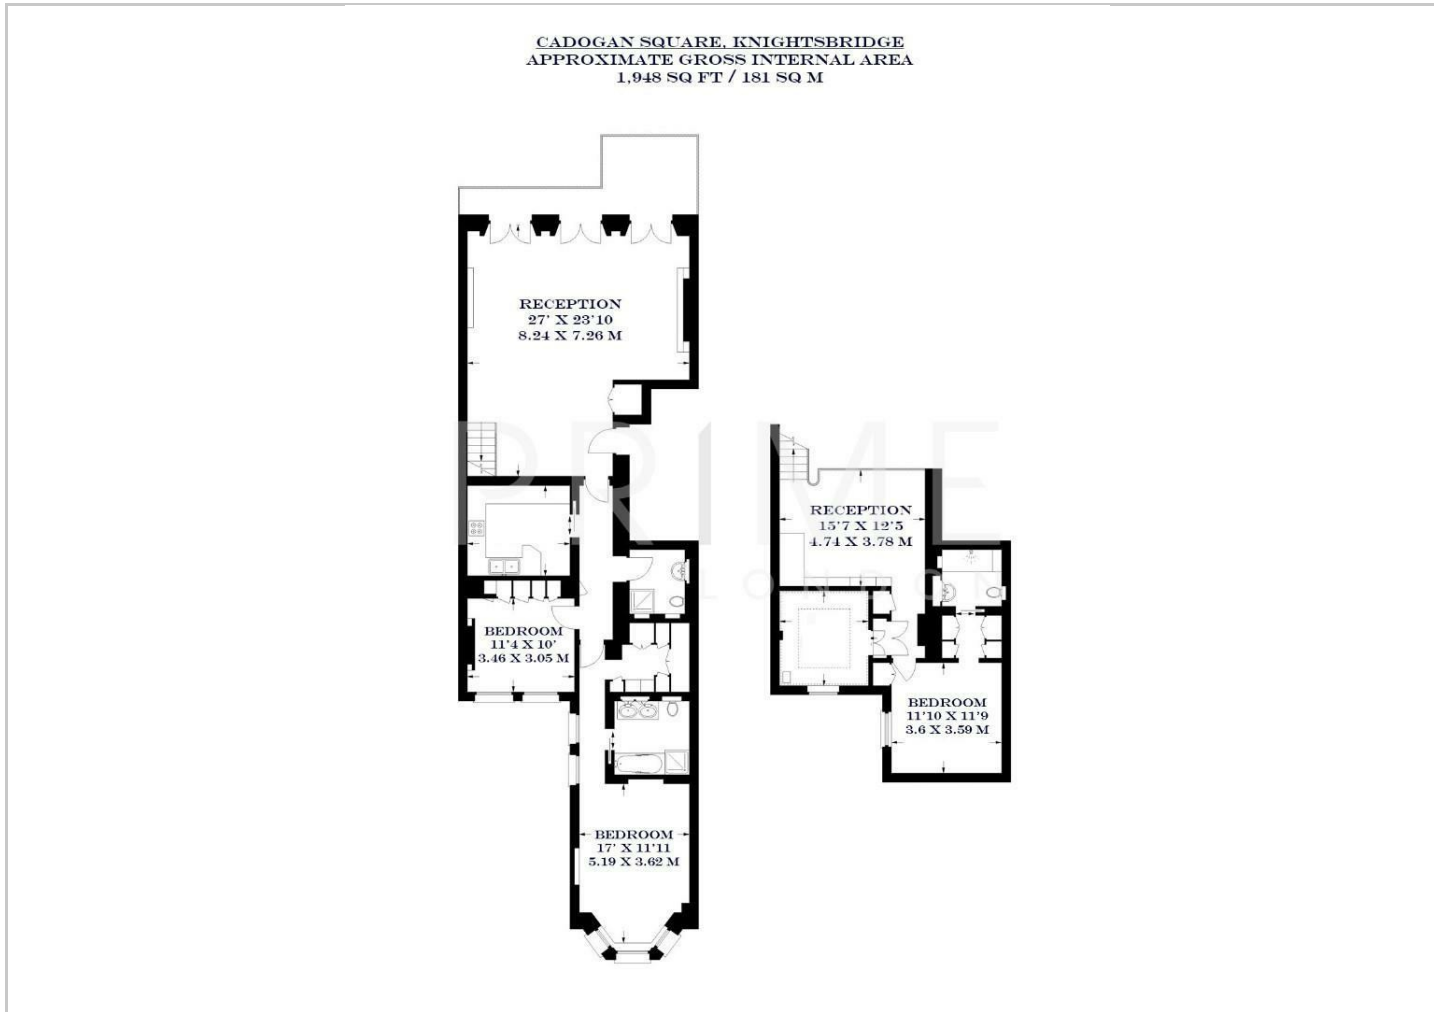 CADOGAN SQUARE, KNIGHTSBRIDGE
APPROXIMATE GROSS INTERNAL AREA
1,948 SQ FT / 181 SQ M
RECEPTION
27' X 23'10
8.24 X 7.26 M
PRIME
LONDON
RECEPTION
15'7 X 12'5
4.74 X 3.78 M
BEDROOM
11'4 X 10'
3.46 X 3.05 M
BEDROOM
11'10 X 11'9
3.6 X 3.59 M
BEDROOM
17' X 11'11
5.19 X 3.62 M